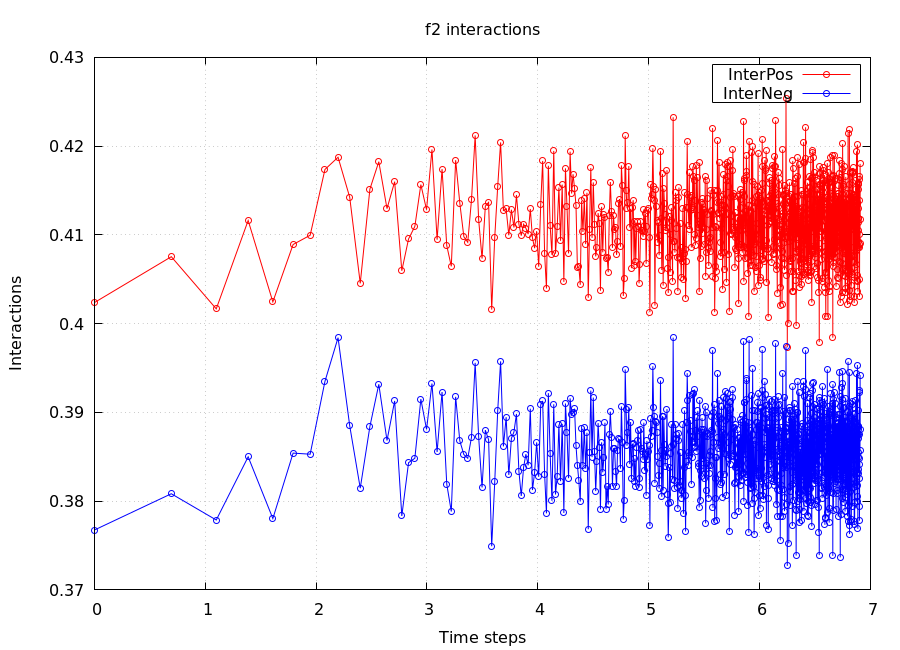 f2 interactions
0.43
0.42
0.41
0.4
0.39
0.38
0.37
InterPos
InterNeg
Interactions
0 1 2 3 4 5 6 7
Time steps